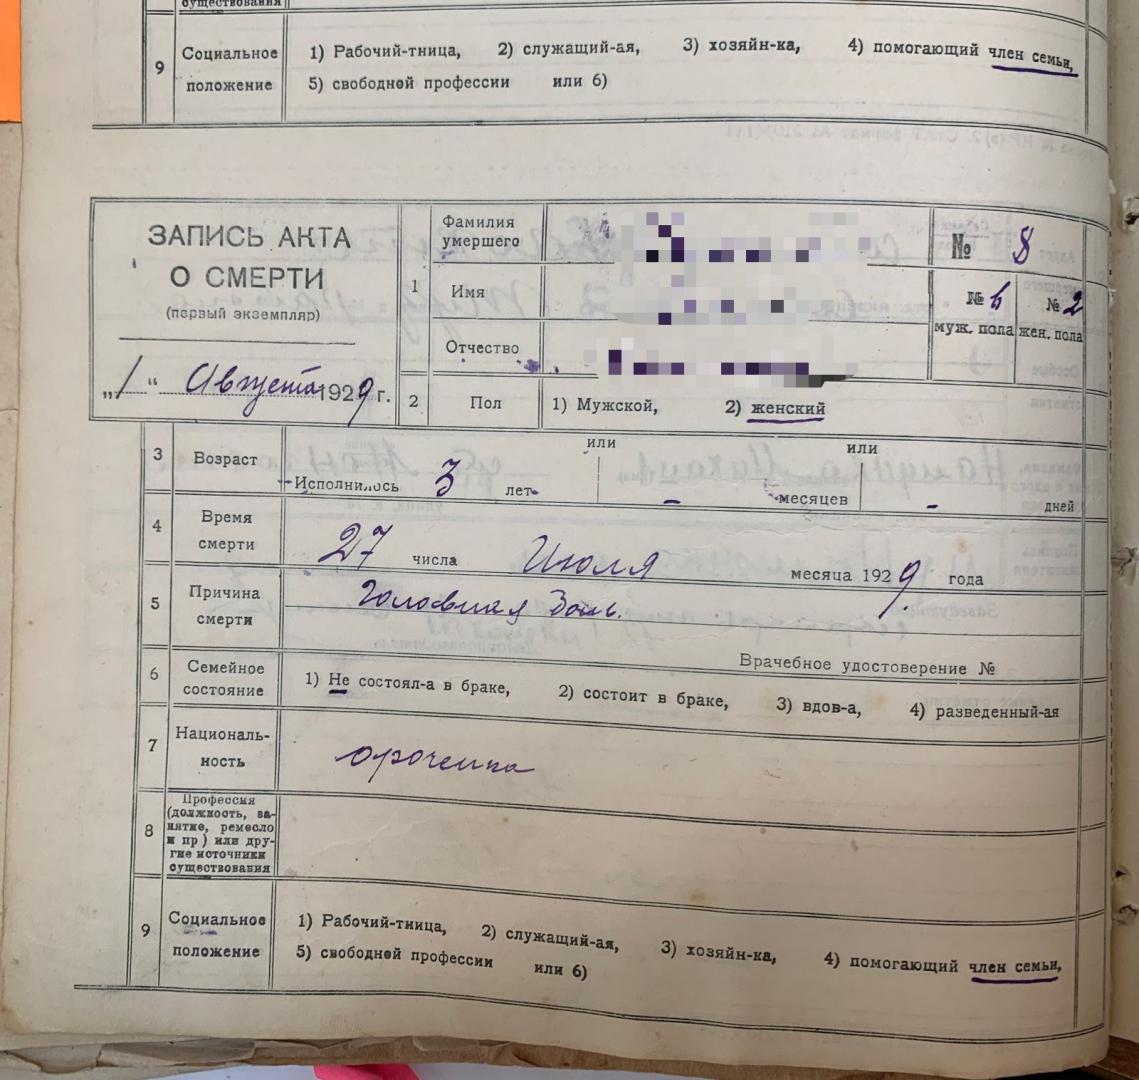 существования
9 Социальное положение
1) Рабочий-тница, 2) служащий-ая, 3) хозяйн-ка, 4) помогающий член семьи,
5) свободной профессии или 6)
ЗАПИСЬ АКТА
О СМЕРТИ
(первый экземпляр)
„1“ Августа 1929 г.
1 Фамилия умершего
Имя
Отчество
№ 8
№ 6 муж. пола
№ 2 жен. пола
2 Пол 1) Мужской, 2) женский
3 Возраст
Исполнилось 3 лет
или
- месяцев
или
- дней
4 Время смерти
27 числа Июля месяца 1929 года
5 Причина смерти
Головная боль.
Врачебное удостоверение №
6 Семейное состояние
1) Не состоял-а в браке, 2) состоит в браке, 3) вдов-а, 4) разведенный-ая
7 Националь-
ность
ороченка
8 Профессия
(должность, за-
нятие, ремесло
и пр) или дру-
гие источники
существования
9 Социальное положение
1) Рабочий-тница, 2) служащий-ая, 3) хозяйн-ка, 4) помогающий член семьи,
5) свободной профессии или 6)